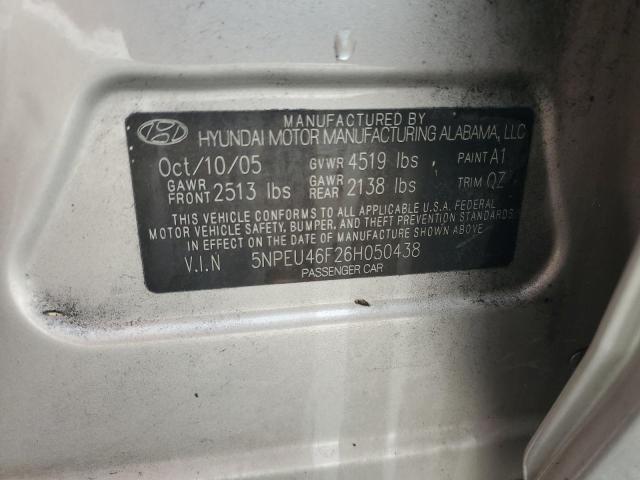 MANUFACTURED BY
HYUNDAI MOTOR MANUFACTURING ALABAMA, LLC
Oct/10/05 GVWR 4519 lbs PAINT A1
GAWR FRONT 2513 lbs GAWR REAR 2138 lbs TRIM QZ
THIS VEHICLE CONFORMS TO ALL APPLICABLE U.S.A. FEDERAL
MOTOR VEHICLE SAFETY, BUMPER, AND THEFT PREVENTION STANDARDS
IN EFFECT ON THE DATE OF MANUFACTURE SHOWN ABOVE
V.I.N 5NPEU46F26H050438
PASSENGER CAR